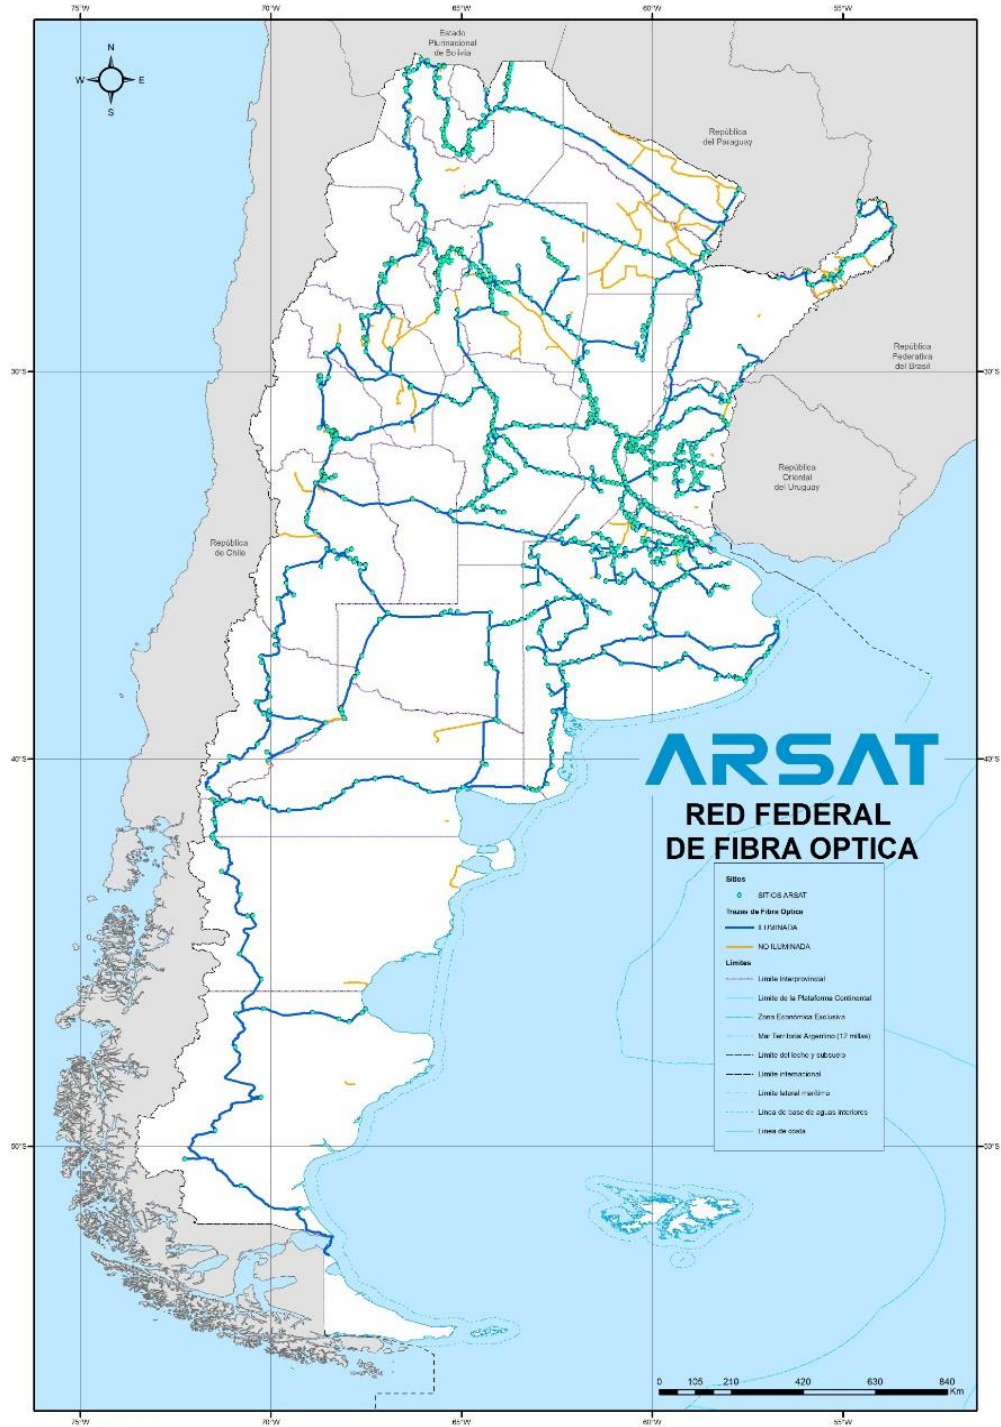 75°W 70°W 65°W 60°W 55°W
N
W E
S
Estado
Plurinacional
de Bolivia
República
del Paraguay
República
Federativa
del Brasil
30°S 30°S
República
Oriental
del Uruguay
República
de Chile
40°S 40°S
ARSAT
RED FEDERAL
DE FIBRA OPTICA
Sitios
SITIOS ARSAT
Trazas de Fibra Optica
ILUMINADA
NO ILUMINADA
Límites
Límite Interprovincial
Límite de la Plataforma Continental
Zona Económica Exclusiva
Mar Territorial Argentino (12 millas)
Límite del lecho y subsuelo
Límite internacional
Límite lateral marítimo
Línea de base de aguas interiores
Línea de costa
50°S 50°S
0 105 210 420 630 840
Km
75°W 70°W 65°W 60°W 55°W